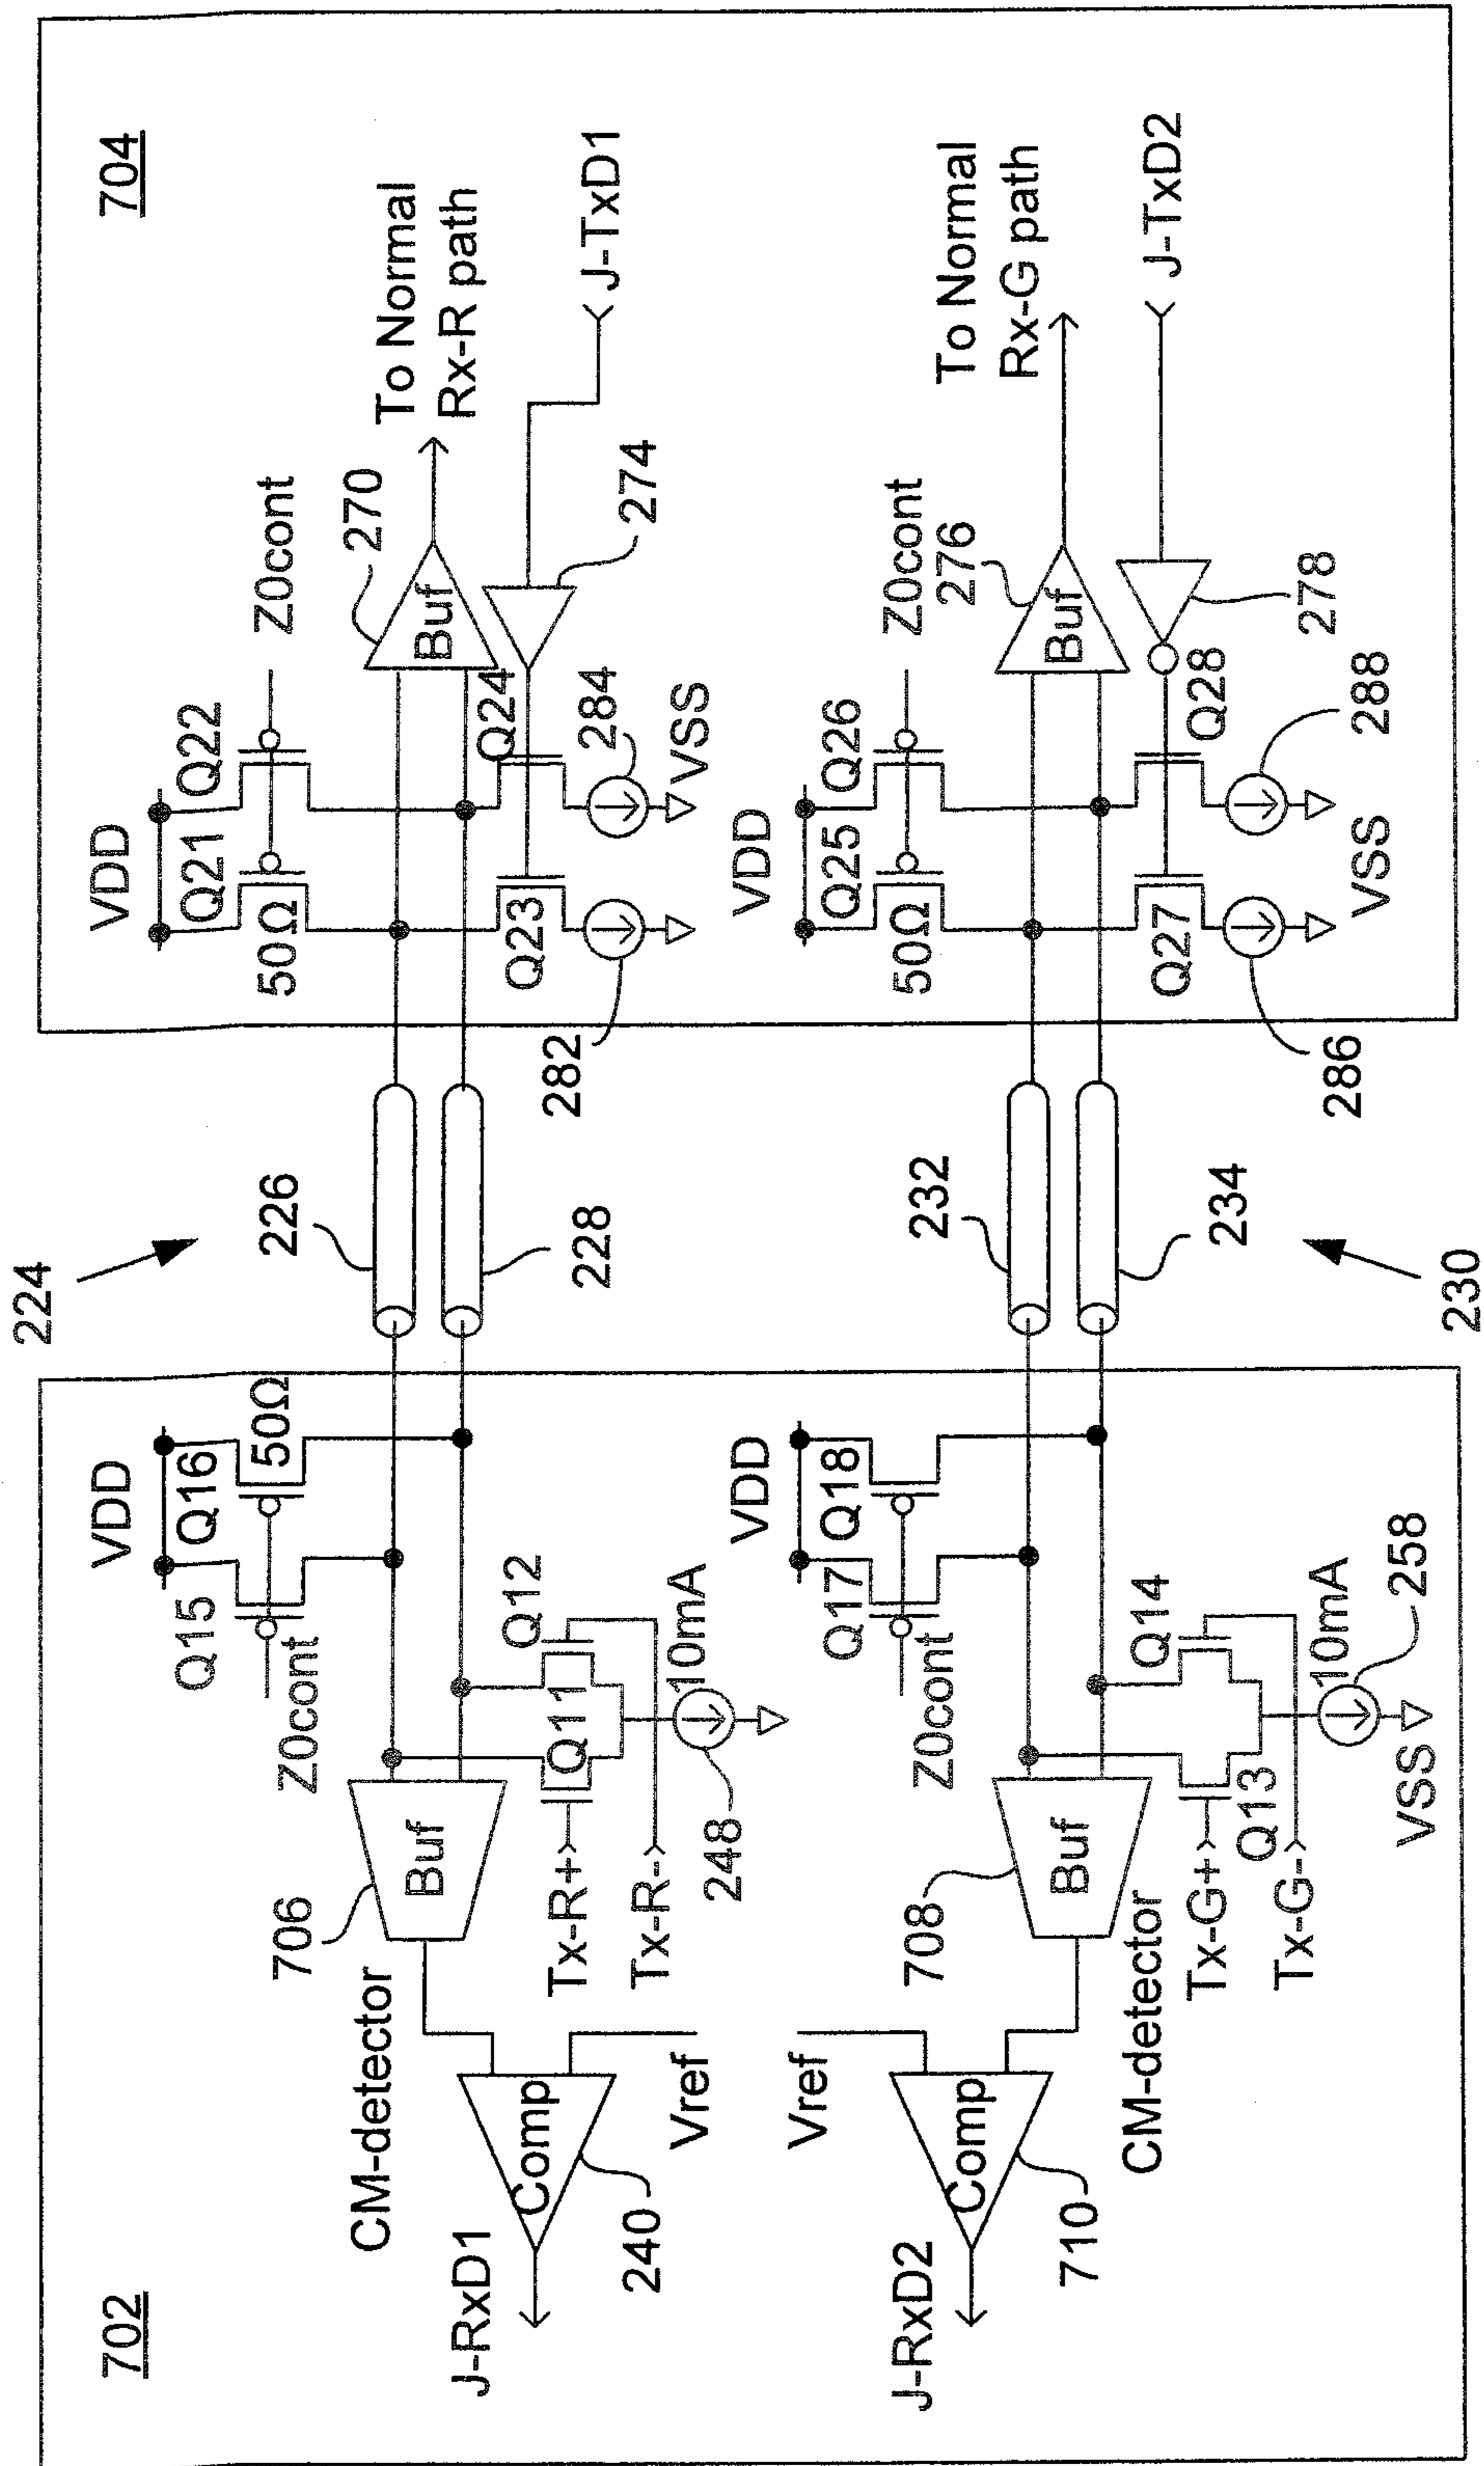 702
704
224
226
228
VDD
Q15
Q16
50Ω
Z0cont
706
Buf
CM-detector
Q11
Q12
10mA
Tx-R+
Tx-R-
248
J-RxD1
Comp
240
Vref
VDD
Q21
Q22
50Ω
Z0cont
270
Buf
To Normal
Rx-R path
Q23
Q24
274
J-TxD1
282
284
VSS
Vref
J-RxD2
Comp
710
CM-detector
708
Buf
VDD
Q17
Q18
Z0cont
Q13
Q14
10mA
Tx-G+
Tx-G-
258
VSS
232
234
230
VDD
Q25
Q26
50Ω
Z0cont
276
Buf
To Normal
Rx-G path
Q27
Q28
278
J-TxD2
286
288
VSS